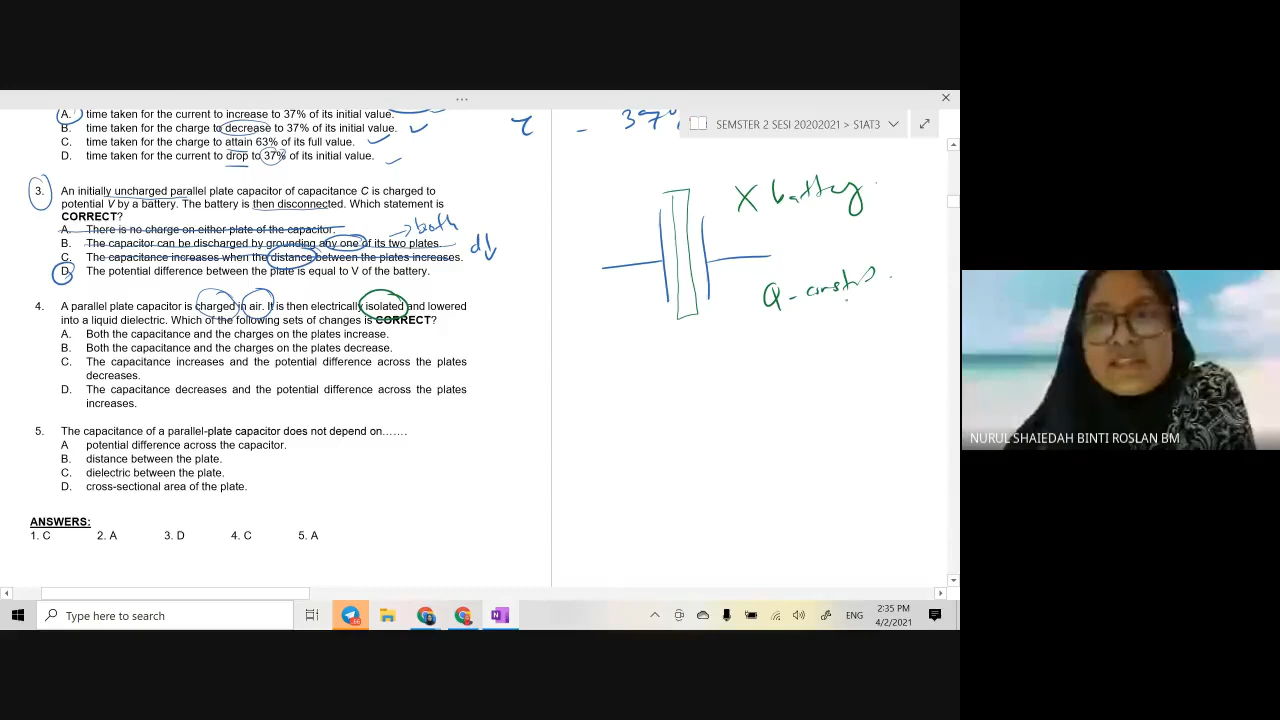 A. time taken for the current to increase to 37% of its initial value.
B. time taken for the charge to decrease to 37% of its initial value.
C. time taken for the charge to attain 63% of its full value.
D. time taken for the current to drop to 37% of its initial value.
τ - 37%
SEMSTER 2 SESI 20202021 > S1AT3
3. An initially uncharged parallel plate capacitor of capacitance C is charged to
potential V by a battery. The battery is then disconnected. Which statement is
CORRECT?
A. There is no charge on either plate of the capacitor.
→ both
B. The capacitor can be discharged by grounding any one of its two plates.
d↓
C. The capacitance increases when the distance between the plates increases.
D. The potential difference between the plate is equal to V of the battery.
X battery
Q - const
4. A parallel plate capacitor is charged in air. It is then electrically isolated and lowered
into a liquid dielectric. Which of the following sets of changes is CORRECT?
A. Both the capacitance and the charges on the plates increase.
B. Both the capacitance and the charges on the plates decrease.
C. The capacitance increases and the potential difference across the plates
decreases.
D. The capacitance decreases and the potential difference across the plates
increases.
5. The capacitance of a parallel-plate capacitor does not depend on…….
A potential difference across the capacitor.
B. distance between the plate.
C. dielectric between the plate.
D. cross-sectional area of the plate.
ANSWERS:
1. C 2. A 3. D 4. C 5. A
NURUL SHAIEDAH BINTI ROSLAN BM
Type here to search
ENG
2:35 PM
4/2/2021